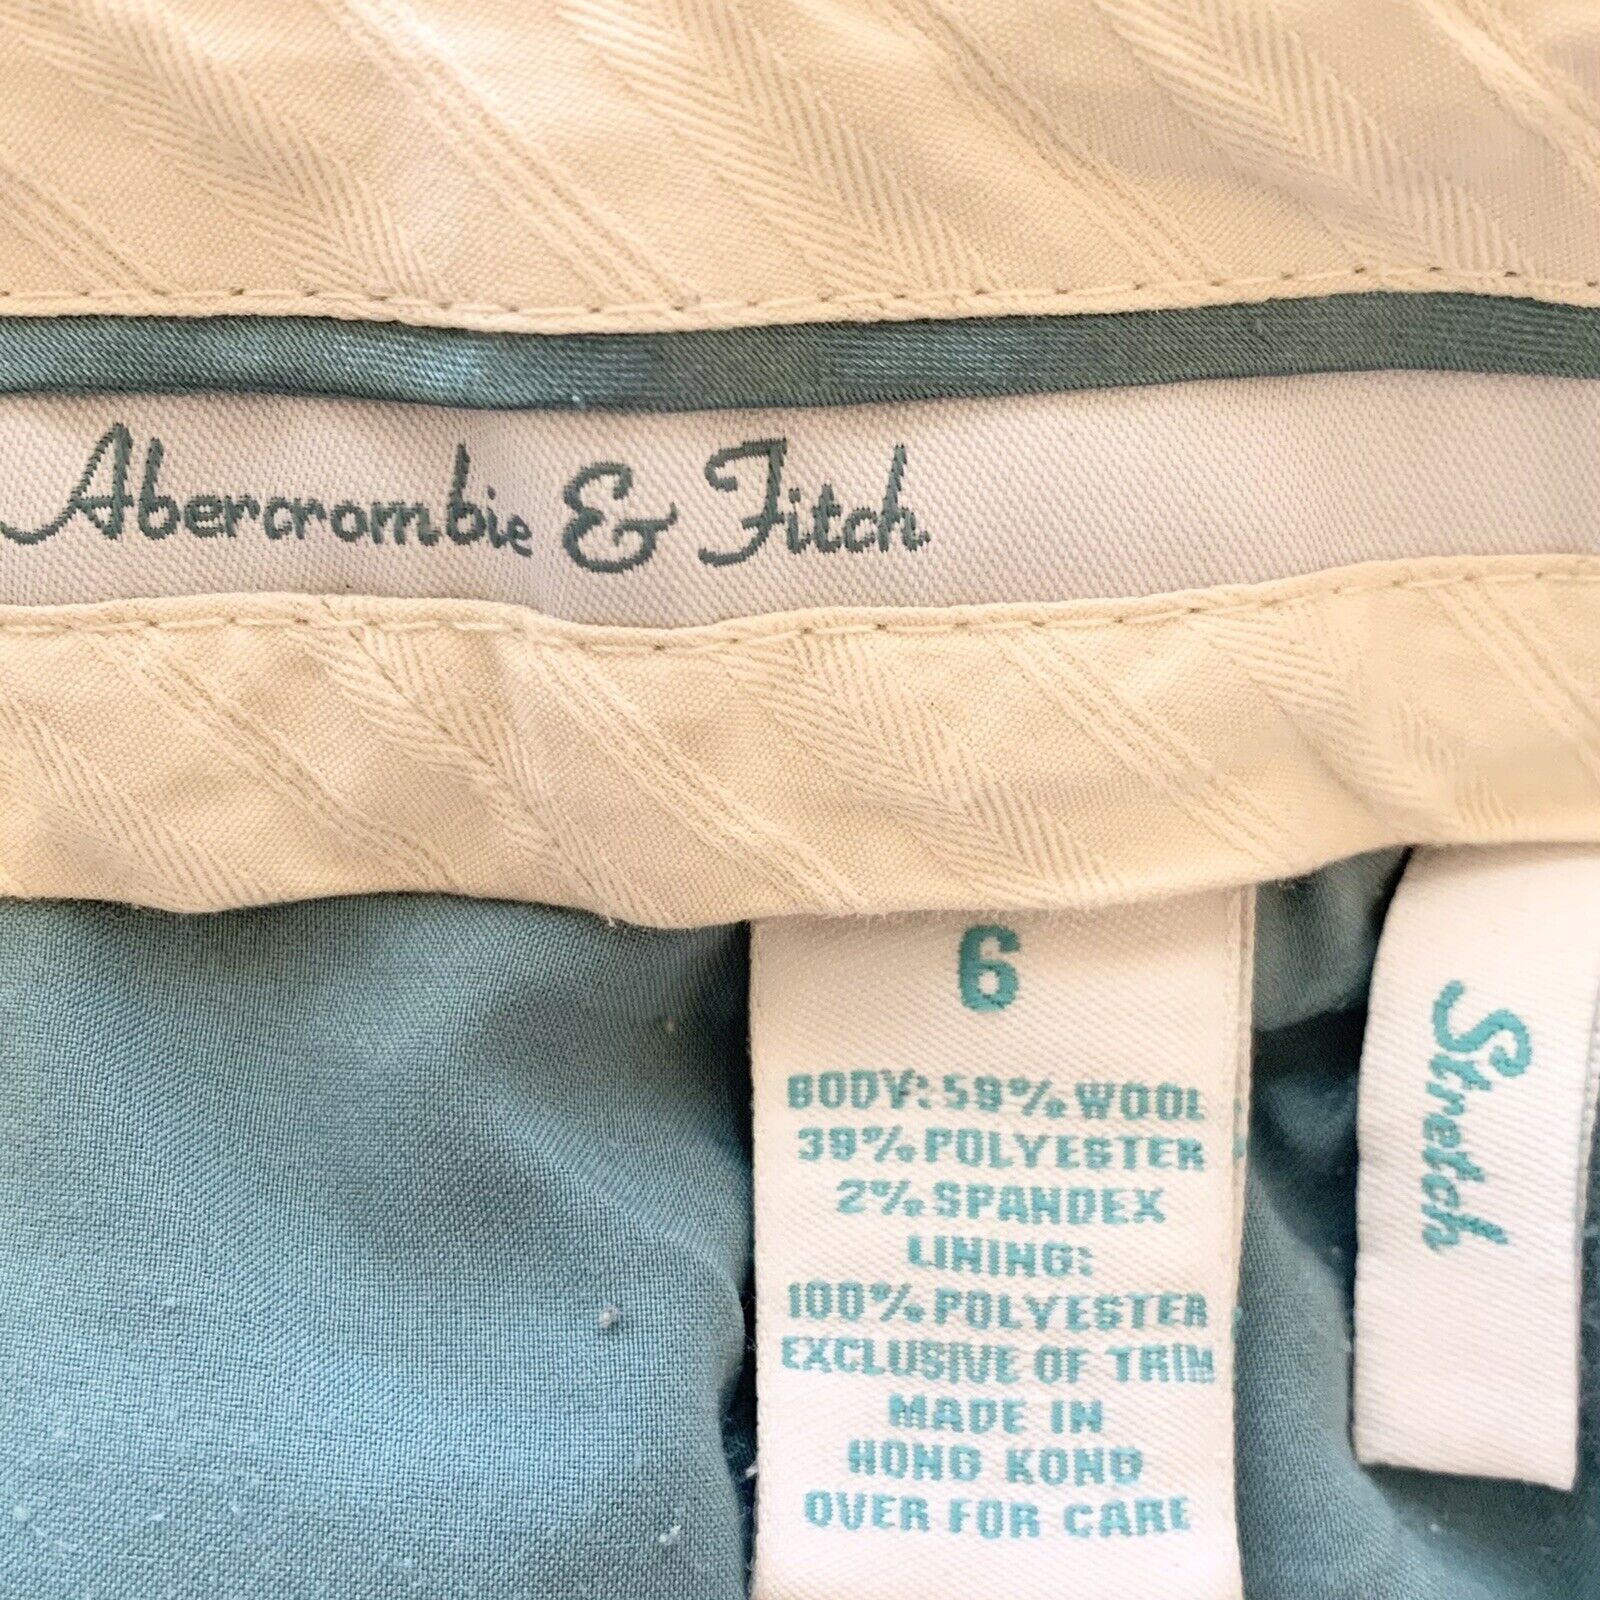 Abercrombie & Fitch
6
BODY: 59% WOOL
39% POLYESTER
2% SPANDEX
LINING:
100% POLYESTER
EXCLUSIVE OF TRIM
MADE IN
HONG KONG
OVER FOR CARE
Stretch